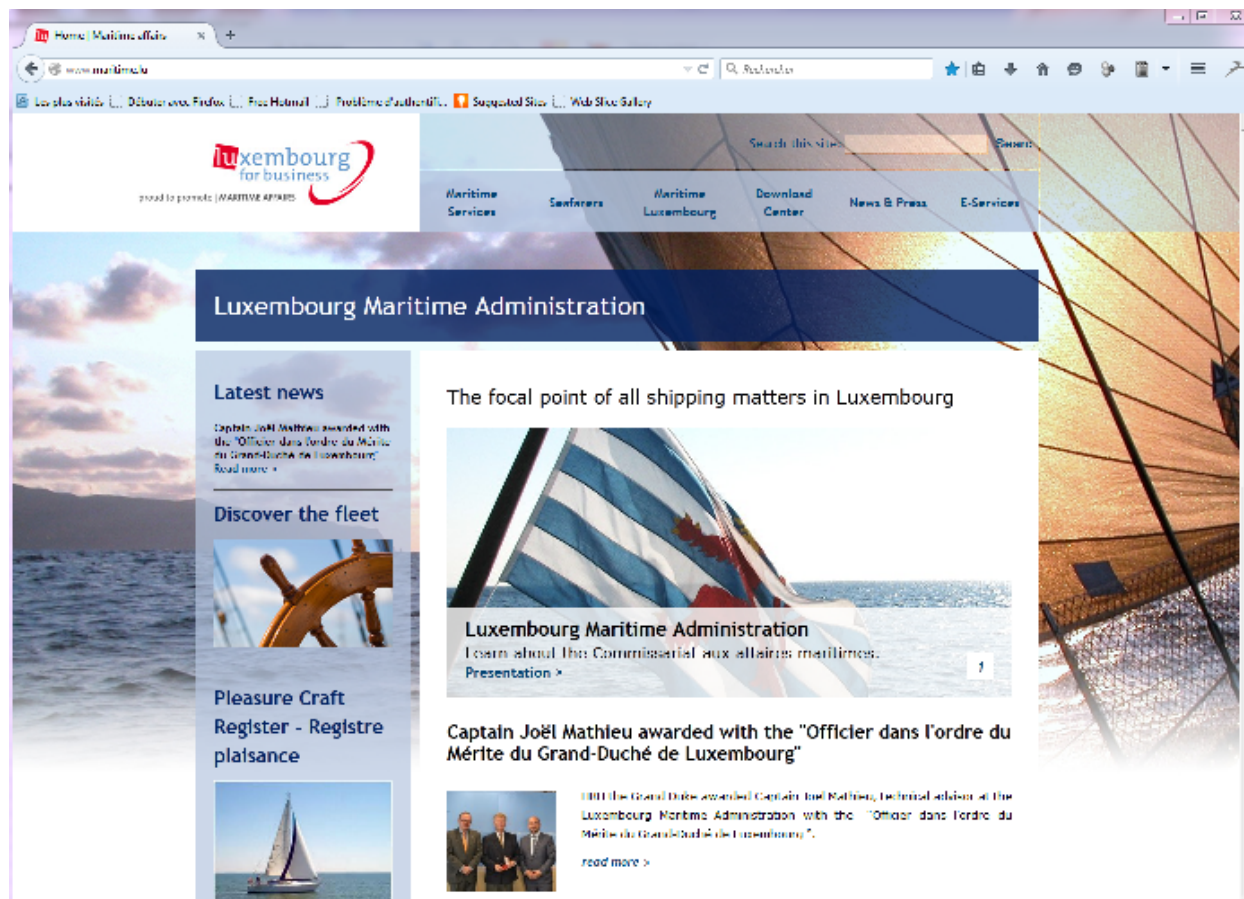 Home | Maritime affairs
www.maritime.lu
Rechercher
Les plus visités
Débuter avec Firefox
Free Hotmail
Problème d'authentifi...
Suggested Sites
Web Slice Gallery
luxembourg
for business
proud to promote | MARITIME AFFAIRS
Search this site:
Search
Maritime
Services
Seafarers
Maritime
Luxembourg
Download
Center
News & Press
E-Services
Luxembourg Maritime Administration
Latest news
Captain Joël Mathieu awarded with
the "Officier dans l'ordre du Mérite
du Grand-Duché de Luxembourg"
Read more >
Discover the fleet
Pleasure Craft
Register - Registre
plaisance
The focal point of all shipping matters in Luxembourg
Luxembourg Maritime Administration
Learn about the Commissariat aux affaires maritimes.
Presentation >
1
Captain Joël Mathieu awarded with the "Officier dans l'ordre du
Mérite du Grand-Duché de Luxembourg"
HRH the Grand Duke awarded Captain Joël Mathieu, technical advisor at the
Luxembourg Maritime Administration with the "Officier dans l'ordre du
Mérite du Grand-Duché de Luxembourg".
read more >